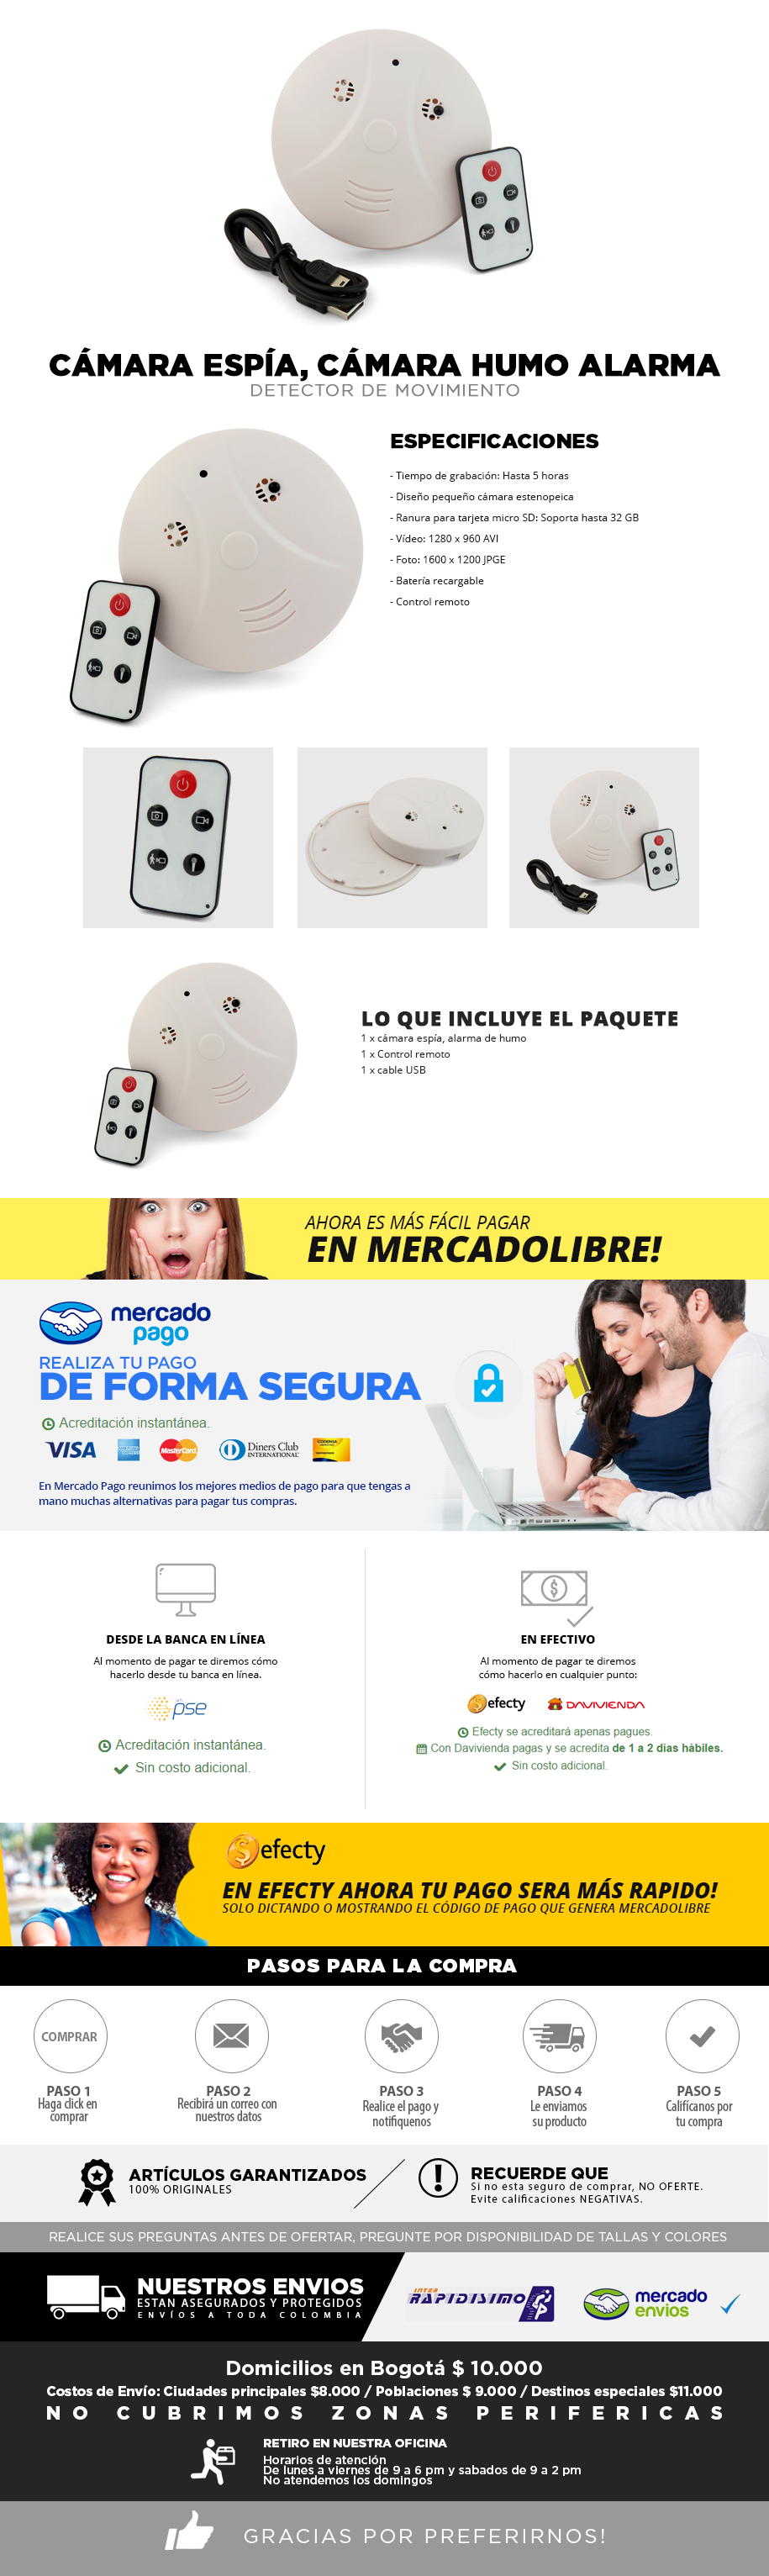 CÁMARA ESPÍA, CÁMARA HUMO ALARMA
DETECTOR DE MOVIMIENTO
ESPECIFICACIONES
- Tiempo de grabación: Hasta 5 horas
- Diseño pequeño cámara estenopeica
- Ranura para tarjeta micro SD: Soporta hasta 32 GB
- Vídeo: 1280 x 960 AVI
- Foto: 1600 x 1200 JPGE
- Batería recargable
- Control remoto
LO QUE INCLUYE EL PAQUETE
1 x cámara espía, alarma de humo
1 x Control remoto
1 x cable USB
AHORA ES MÁS FÁCIL PAGAR
EN MERCADOLIBRE!
mercado
pago
REALIZA TU PAGO
DE FORMA SEGURA
Acreditación instantánea.
VISA
MasterCard
Diners Club
INTERNATIONAL
CODENSA
En Mercado Pago reunimos los mejores medios de pago para que tengas a
mano muchas alternativas para pagar tus compras.
DESDE LA BANCA EN LÍNEA
Al momento de pagar te diremos cómo
hacerlo desde tu banca en línea.
pse
Acreditación instantánea.
Sin costo adicional.
EN EFECTIVO
Al momento de pagar te diremos
cómo hacerlo en cualquier punto:
efecty
DAVIVIENDA
Efecty se acreditará apenas pagues.
Con Davivienda pagas y se acredita de 1 a 2 dias hábiles.
Sin costo adicional.
efecty
EN EFECTY AHORA TU PAGO SERA MÁS RAPIDO!
SOLO DICTANDO O MOSTRANDO EL CÓDIGO DE PAGO QUE GENERA MERCADOLIBRE
PASOS PARA LA COMPRA
COMPRAR
PASO 1
Haga click en
comprar
PASO 2
Recibirá un correo con
nuestros datos
PASO 3
Realice el pago y
notifiquenos
PASO 4
Le enviamos
su producto
PASO 5
Califícanos por
tu compra
ARTÍCULOS GARANTIZADOS
100% ORIGINALES
RECUERDE QUE
Si no esta seguro de comprar, NO OFERTE.
Evite calificaciones NEGATIVAS.
REALICE SUS PREGUNTAS ANTES DE OFERTAR, PREGUNTE POR DISPONIBILIDAD DE TALLAS Y COLORES
NUESTROS ENVIOS
ESTAN ASEGURADOS Y PROTEGIDOS
ENVÍOS A TODA COLOMBIA
INTER
RAPIDISIMO
mercado
envios
Domicilios en Bogotá $ 10.000
Costos de Envío: Ciudades principales $8.000 / Poblaciones $ 9.000 / Destinos especiales $11.000
NO CUBRIMOS ZONAS PERIFERICAS
RETIRO EN NUESTRA OFICINA
Horarios de atención
De lunes a viernes de 9 a 6 pm y sabados de 9 a 2 pm
No atendemos los domingos
GRACIAS POR PREFERIRNOS!